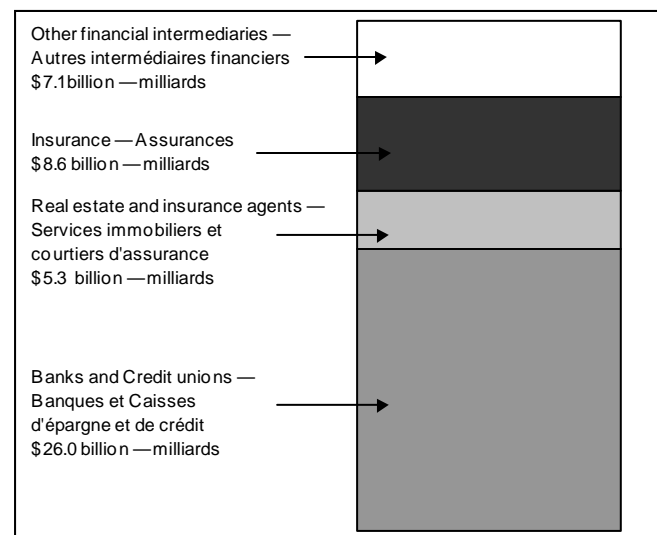 Other financial intermediaries —
Autres intermédiaires financiers
$7.1 billion — milliards
Insurance — Assurances
$8.6 billion — milliards
Real estate and insurance agents —
Services immobiliers et
courtiers d'assurance
$5.3 billion — milliards
Banks and Credit unions —
Banques et Caisses
d'épargne et de crédit
$26.0 billion — milliards